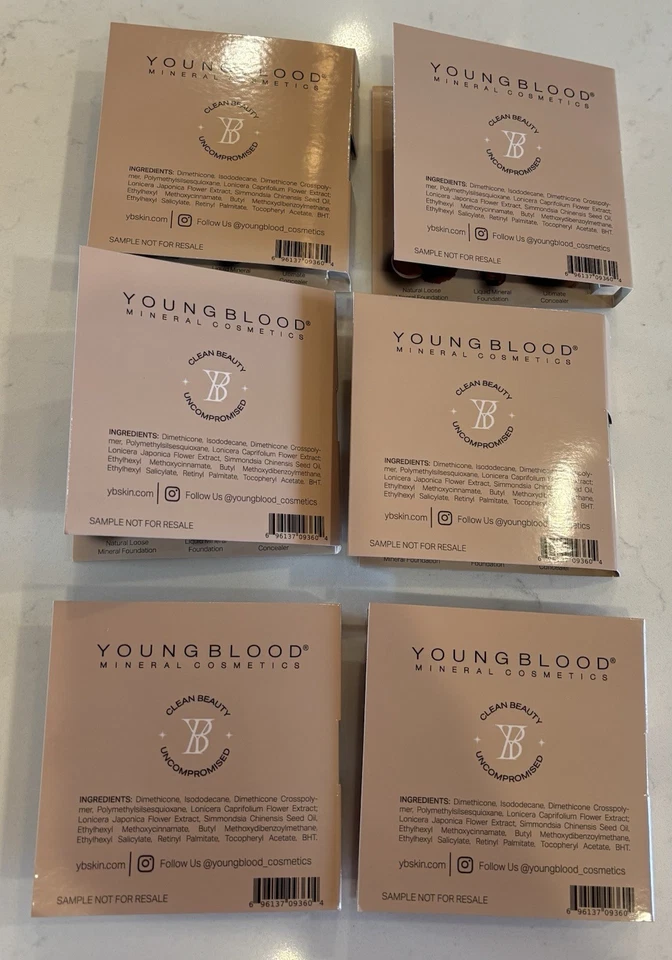 YOUNGBLOOD®
MINERAL COSMETICS
CLEAN BEAUTY
YB
UNCOMPROMISED
INGREDIENTS: Dimethicone, Isododecane, Dimethicone Crosspoly-
mer, Polymethylsilsesquioxane, Lonicera Caprifolium Flower Extract;
Lonicera Japonica Flower Extract, Simmondsia Chinensis Seed Oil,
Ethylhexyl Methoxycinnamate, Butyl Methoxydibenzoylmethane,
Ethylhexyl Salicylate, Retinyl Palmitate, Tocopheryl Acetate, BHT.
ybskin.com Follow Us @youngblood_cosmetics
SAMPLE NOT FOR RESALE
6 96137 09360 4
Liquid Mineral
Ultimate
YOUNGBLOOD®
MINERAL COSMETICS
CLEAN BEAUTY
YB
UNCOMPROMISED
INGREDIENTS: Dimethicone, Isododecane, Dimethicone Crosspoly-
mer, Polymethylsilsesquioxane, Lonicera Caprifolium Flower Extract;
Lonicera Japonica Flower Extract, Simmondsia Chinensis Seed Oil,
Ethylhexyl Methoxycinnamate, Butyl Methoxydibenzoylmethane,
Ethylhexyl Salicylate, Retinyl Palmitate, Tocopheryl Acetate, BHT.
ybskin.com Follow Us @youngblood_cosmetics
SAMPLE NOT FOR RESALE
6 96137 09360 4
Natural Loose
Foundation
Liquid Mineral
Foundation
Ultimate
Concealer
YOUNGBLOOD®
MINERAL COSMETICS
CLEAN BEAUTY
YB
UNCOMPROMISED
INGREDIENTS: Dimethicone, Isododecane, Dimethicone Crosspoly-
mer, Polymethylsilsesquioxane, Lonicera Caprifolium Flower Extract;
Lonicera Japonica Flower Extract, Simmondsia Chinensis Seed Oil,
Ethylhexyl Methoxycinnamate, Butyl Methoxydibenzoylmethane,
Ethylhexyl Salicylate, Retinyl Palmitate, Tocopheryl Acetate, BHT.
ybskin.com Follow Us @youngblood_cosmetics
SAMPLE NOT FOR RESALE
6 96137 09360 4
Natural Loose
Mineral Foundation
Liquid Mineral
Foundation
Concealer
YOUNGBLOOD®
MINERAL COSMETICS
CLEAN BEAUTY
YB
UNCOMPROMISED
INGREDIENTS: Dimethicone, Isododecane, Dimethicone Crosspoly-
mer, Polymethylsilsesquioxane, Lonicera Caprifolium Flower Extract;
Lonicera Japonica Flower Extract, Simmondsia Chinensis Seed Oil,
Ethylhexyl Methoxycinnamate, Butyl Methoxydibenzoylmethane,
Ethylhexyl Salicylate, Retinyl Palmitate, Tocopheryl Acetate, BHT
ybskin.com Follow Us @youngblood_cosmetics
SAMPLE NOT FOR RESALE
6 96137 09360 4
Mineral Foundation
Foundation
Concealer
YOUNGBLOOD®
MINERAL COSMETICS
CLEAN BEAUTY
YB
UNCOMPROMISED
INGREDIENTS: Dimethicone, Isododecane, Dimethicone Crosspoly-
mer, Polymethylsilsesquioxane, Lonicera Caprifolium Flower Extract;
Lonicera Japonica Flower Extract, Simmondsia Chinensis Seed Oil,
Ethylhexyl Methoxycinnamate, Butyl Methoxydibenzoylmethane,
Ethylhexyl Salicylate, Retinyl Palmitate, Tocopheryl Acetate, BHT.
ybskin.com Follow Us @youngblood_cosmetics
SAMPLE NOT FOR RESALE
6 96137 09360 4
YOUNGBLOOD®
MINERAL COSMETICS
CLEAN BEAUTY
YB
UNCOMPROMISED
INGREDIENTS: Dimethicone, Isododecane, Dimethicone Crosspoly-
mer, Polymethylsilsesquioxane, Lonicera Caprifolium Flower Extract;
Lonicera Japonica Flower Extract, Simmondsia Chinensis Seed Oil,
Ethylhexyl Methoxycinnamate, Butyl Methoxydibenzoylmethane,
Ethylhexyl Salicylate, Retinyl Palmitate, Tocopheryl Acetate, BHT.
ybskin.com Follow Us @youngblood_cosmetics
SAMPLE NOT FOR RESALE
6 96137 09360 4